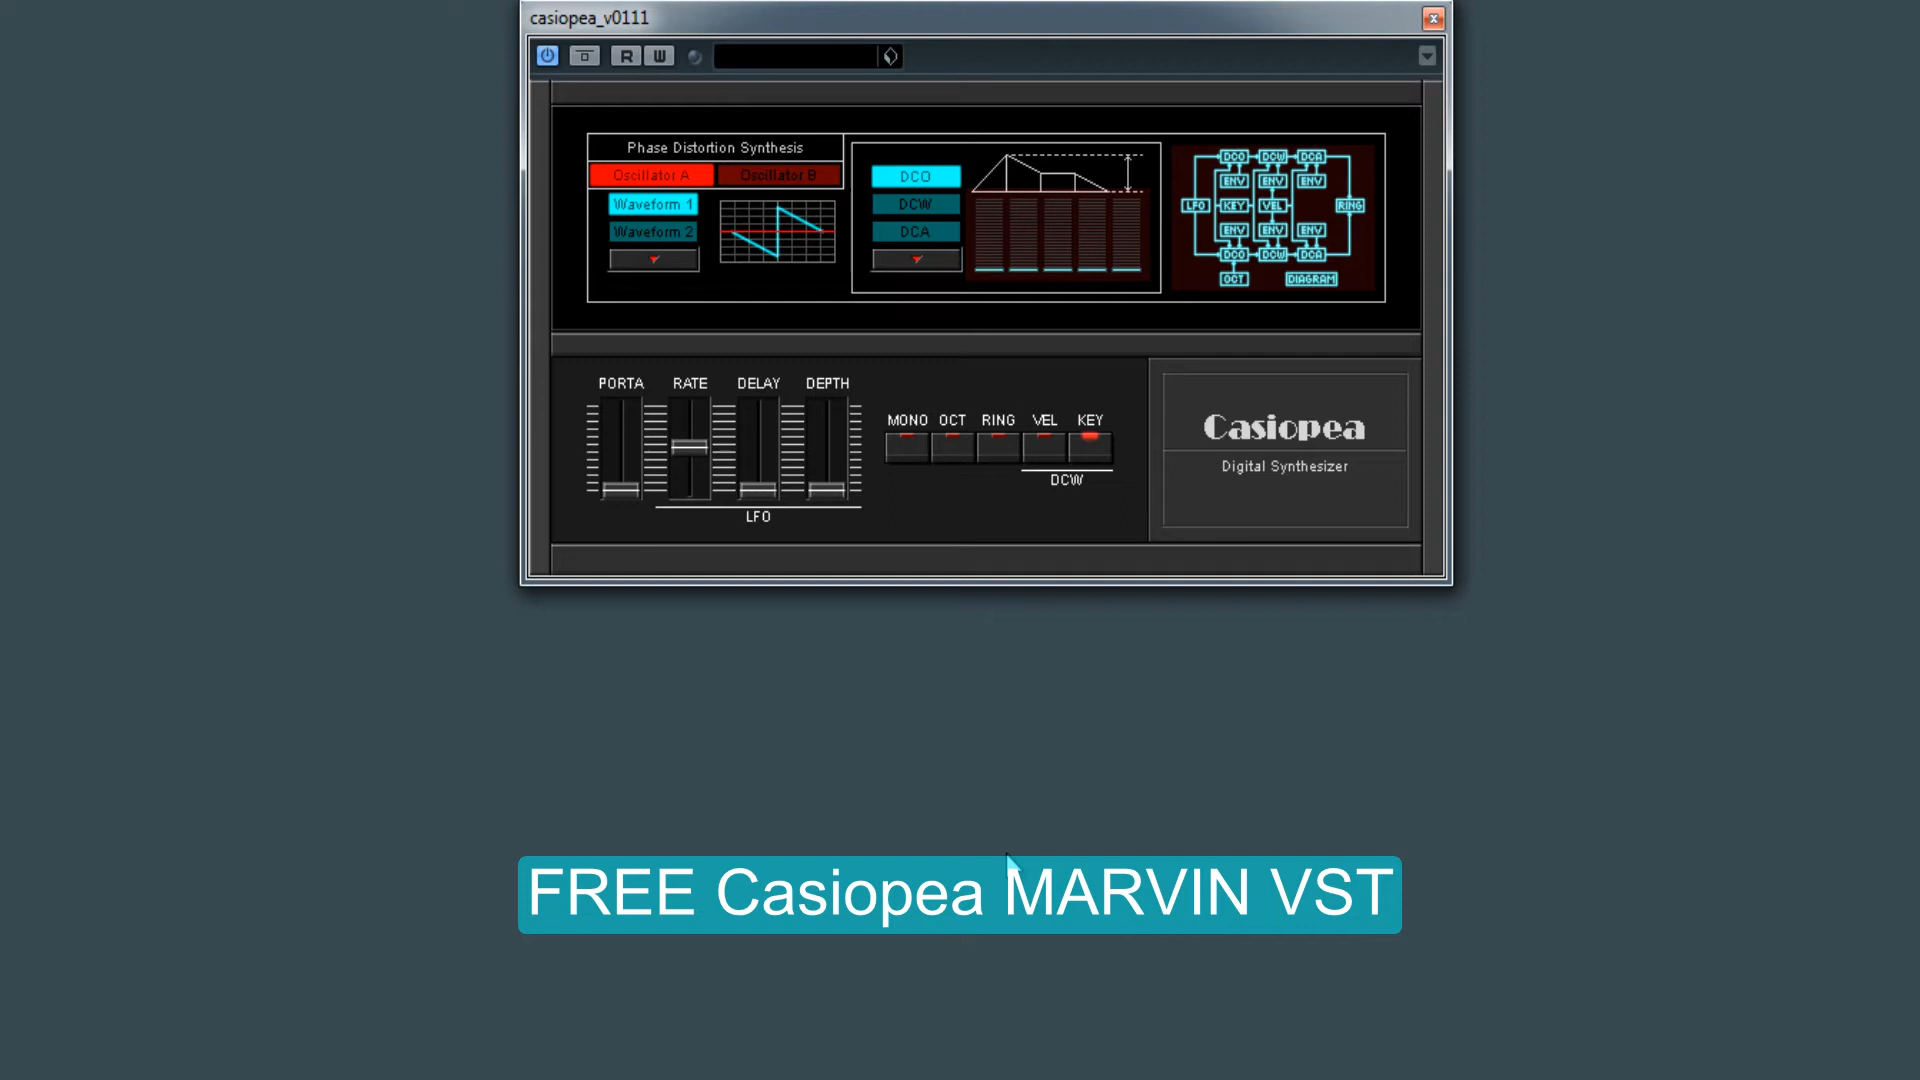 casiopea_v0111
R W
Phase Distortion Synthesis
Oscillator A Oscillator B
Waveform 1
Waveform 2
DCO
DCW
DCA
DCO DCW DCA
ENV ENV ENV
LFO KEY VEL RING
ENV ENV ENV
DCO DCW DCA
OCT DIAGRAM
PORTA RATE DELAY DEPTH
LFO
MONO OCT RING VEL KEY
DCW
Casiopea
Digital Synthesizer
FREE Casiopea MARVIN VST